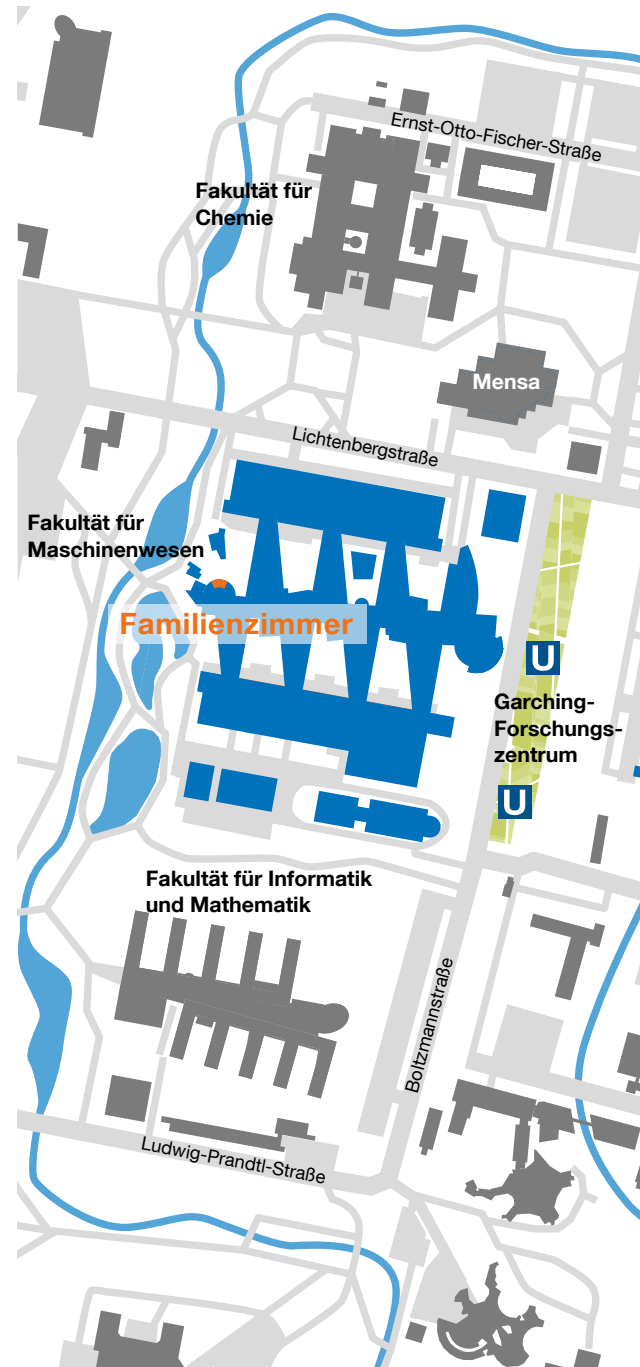 Ernst-Otto-Fischer-Straße
Fakultät für
Chemie
Mensa
Lichtenbergstraße
Fakultät für
Maschinenwesen
Familienzimmer
U
Garching-
Forschungs-
zentrum
U
Fakultät für Informatik
und Mathematik
Boltzmannstraße
Ludwig-Prandtl-Straße